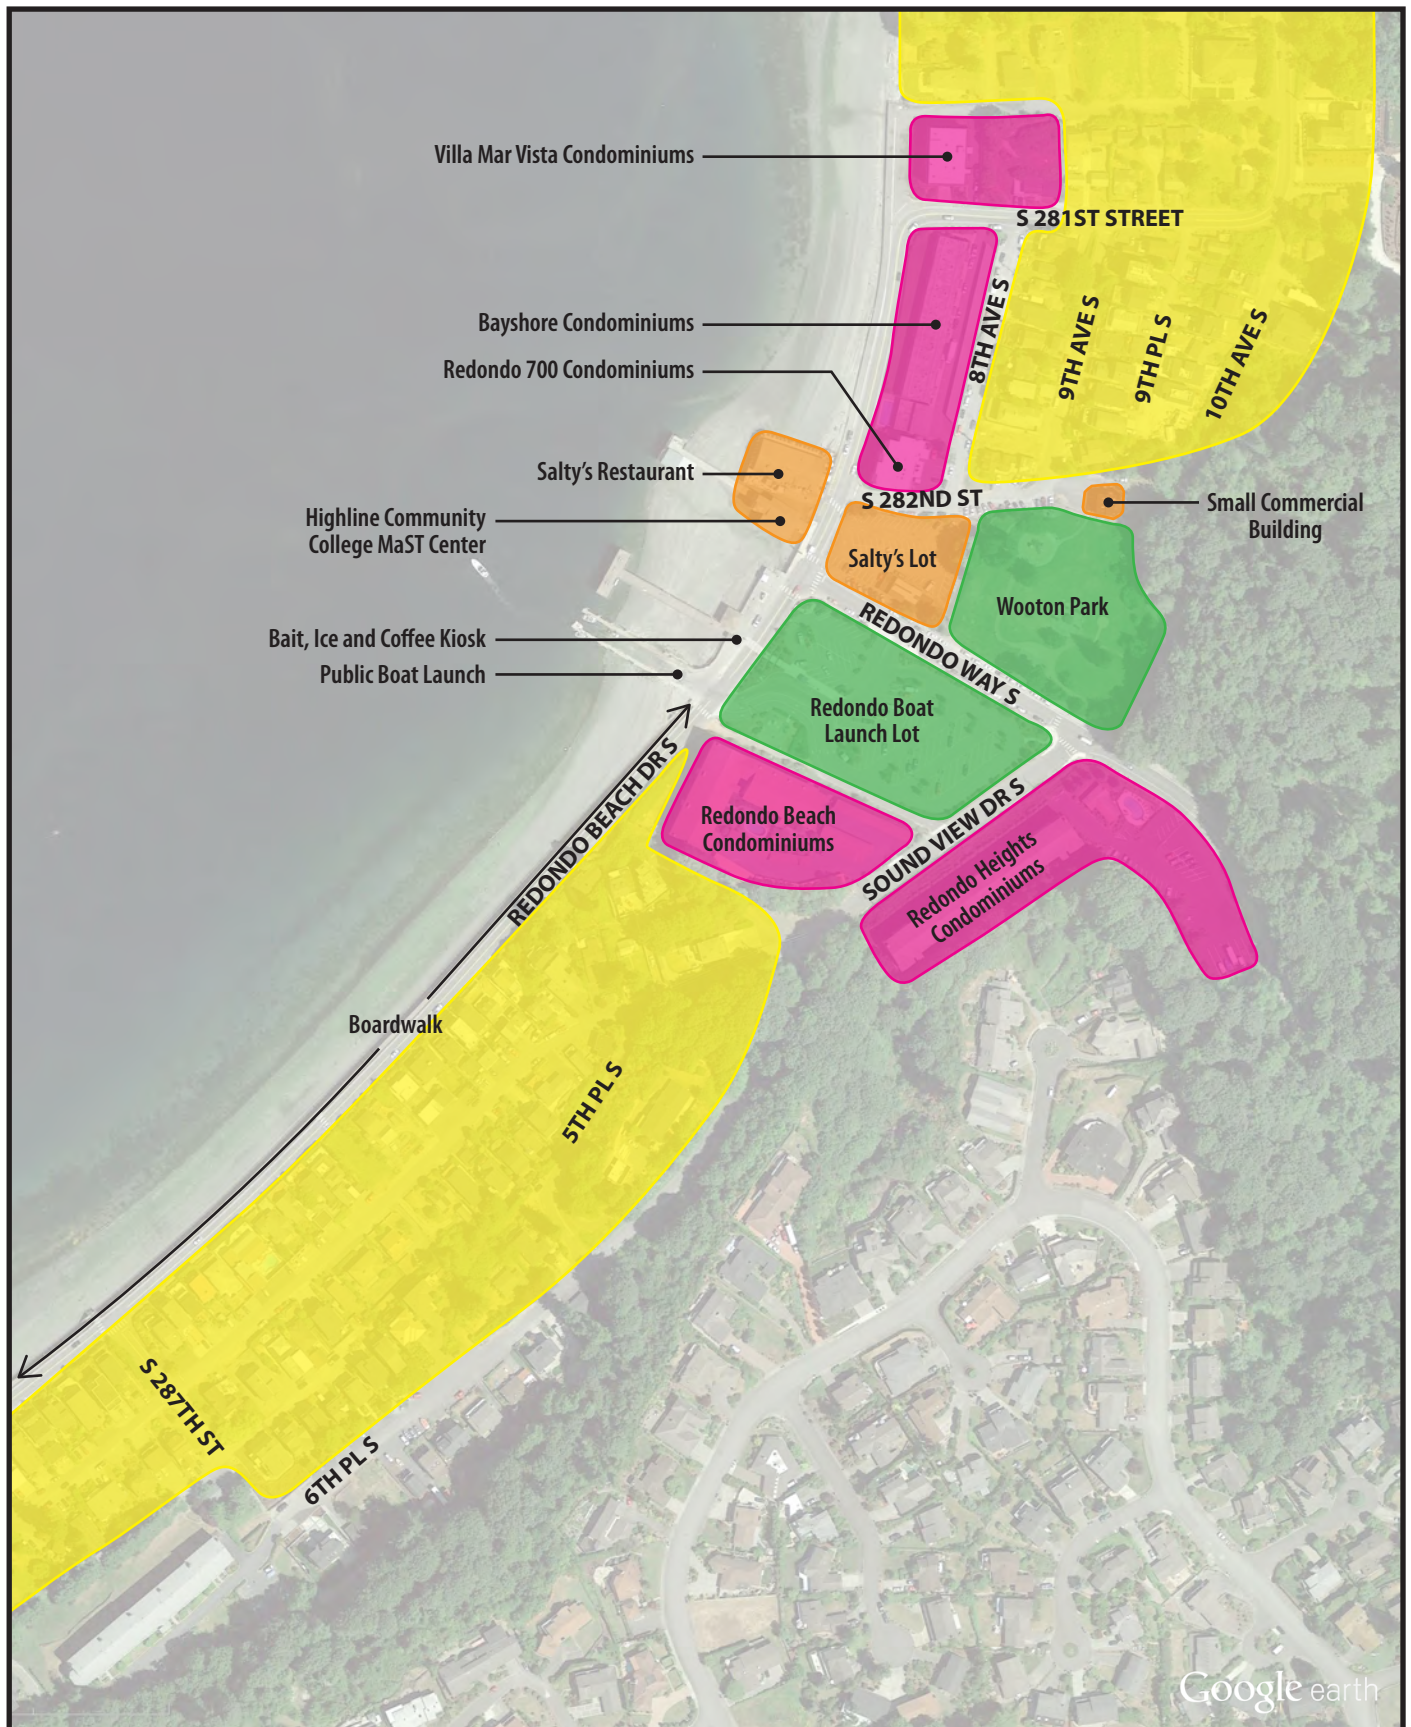 Villa Mar Vista Condominiums
S 281ST STREET
Bayshore Condominiums
8TH AVE S
9TH AVE S
9TH PL S
10TH AVE S
Redondo 700 Condominiums
Salty's Restaurant
S 282ND ST
Small Commercial
Building
Highline Community
College MaST Center
Salty's Lot
Wooton Park
Bait, Ice and Coffee Kiosk
REDONDO WAY S
Public Boat Launch
Redondo Boat
Launch Lot
REDONDO BEACH DR S
Redondo Beach
Condominiums
SOUND VIEW DR S
Redondo Heights
Condominiums
Boardwalk
5TH PL S
S 287TH ST
6TH PL S
Google earth